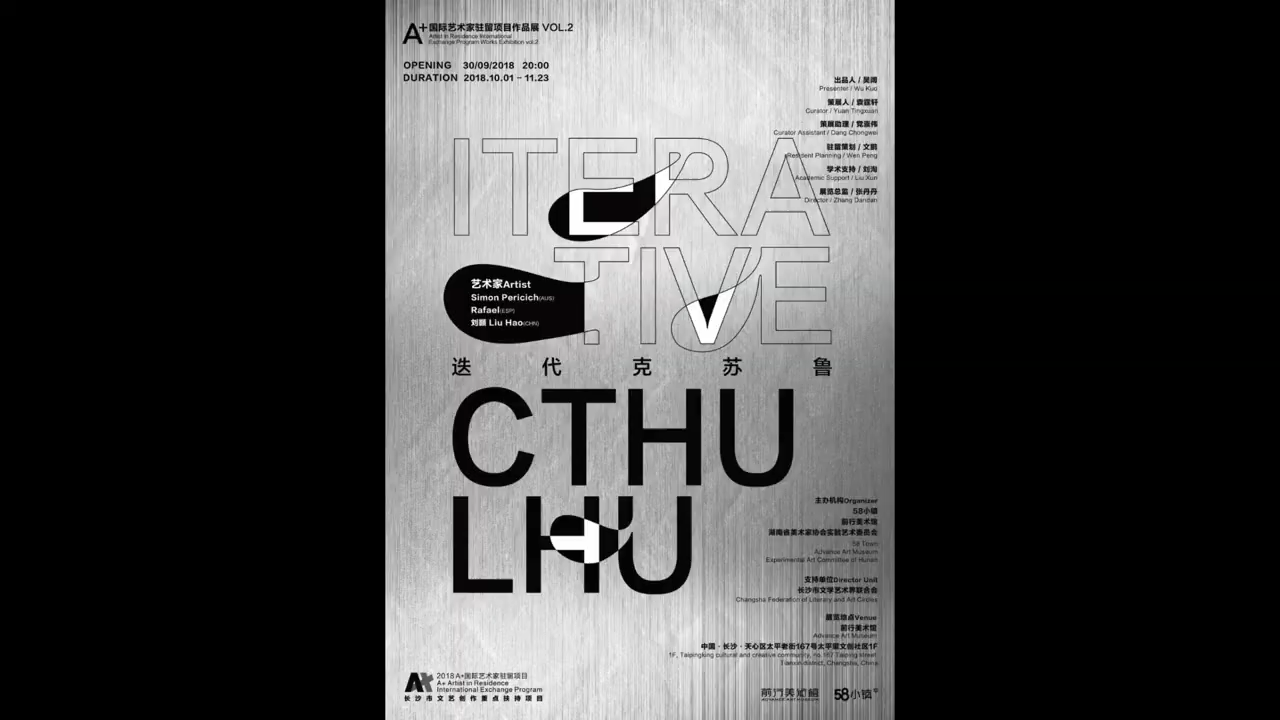 A+国际艺术家驻留项目作品展 VOL.2
Artist in Residence International
Exchange Program Works Exhibition vol.2
OPENING 30/09/2018 20:00
DURATION 2018.10.01 - 11.23
出品人 / 吴阔
Presenter / Wu Kuo
策展人 / 袁霆轩
Curator / Yuan Tingxuan
Curator Assistant / Dang Chongwei
驻留策划 / 文鹏
Resident Planning / Wen Peng
学术支持 / 刘洵
Academic Support / Liu Xun
展览总监 / 张丹丹
Director / Zhang Dandan
ITERA
TIVE
艺术家Artist
Simon Pericich(AUS)
Rafael(ESP)
刘颢 Liu Hao(CHN)
迭代克苏鲁
CTHU
LHU
主办机构Organizer
58小镇
前行美术馆
湖南省美术家协会实验艺术委员会
58 Town
Advance Art Museum
Experimental Art Committee of Hunan
支持单位Director Unit
长沙市文学艺术界联合会
Changsha Federation of Literary and Art Circles
展览地点Venue
前行美术馆
Advance Art Museum
中国·长沙·天心区太平老街167号太平里文创社区1F
1F, Taipingking cultural and creative community, no.167 Taiping street,
Tianxin district, Changsha, China
A+
2018 A+国际艺术家驻留项目
A+ Artist in Residence
International Exchange Program
长沙市文艺创作重点扶持项目
前行美术馆
ADVANCE ART MUSEUM
58小镇